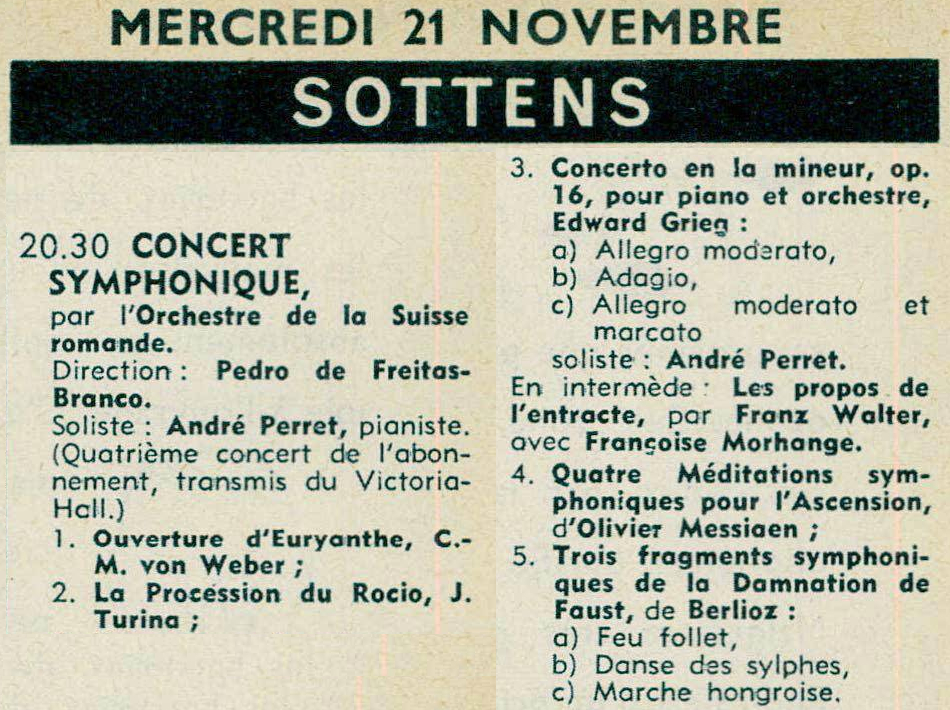 MERCREDI 21 NOVEMBRE
SOTTENS
20.30 CONCERT
SYMPHONIQUE,
par l'Orchestre de la Suisse
romande.
Direction : Pedro de Freitas-
Branco.
Soliste : André Perret, pianiste.
(Quatrième concert de l'abon-
nement, transmis du Victoria-
Hall.)
1. Ouverture d'Euryanthe, C.-
M. von Weber ;
2. La Procession du Rocio, J.
Turina ;
3. Concerto en la mineur, op.
16, pour piano et orchestre,
Edward Grieg :
a) Allegro moderato,
b) Adagio,
c) Allegro moderato et
marcato
soliste : André Perret.
En intermède : Les propos de
l'entracte, par Franz Walter,
avec Françoise Morhange.
4. Quatre Méditations sym-
phoniques pour l'Ascension,
d'Olivier Messiaen ;
5. Trois fragments symphoni-
ques de la Damnation de
Faust, de Berlioz :
a) Feu follet,
b) Danse des sylphes,
c) Marche hongroise.